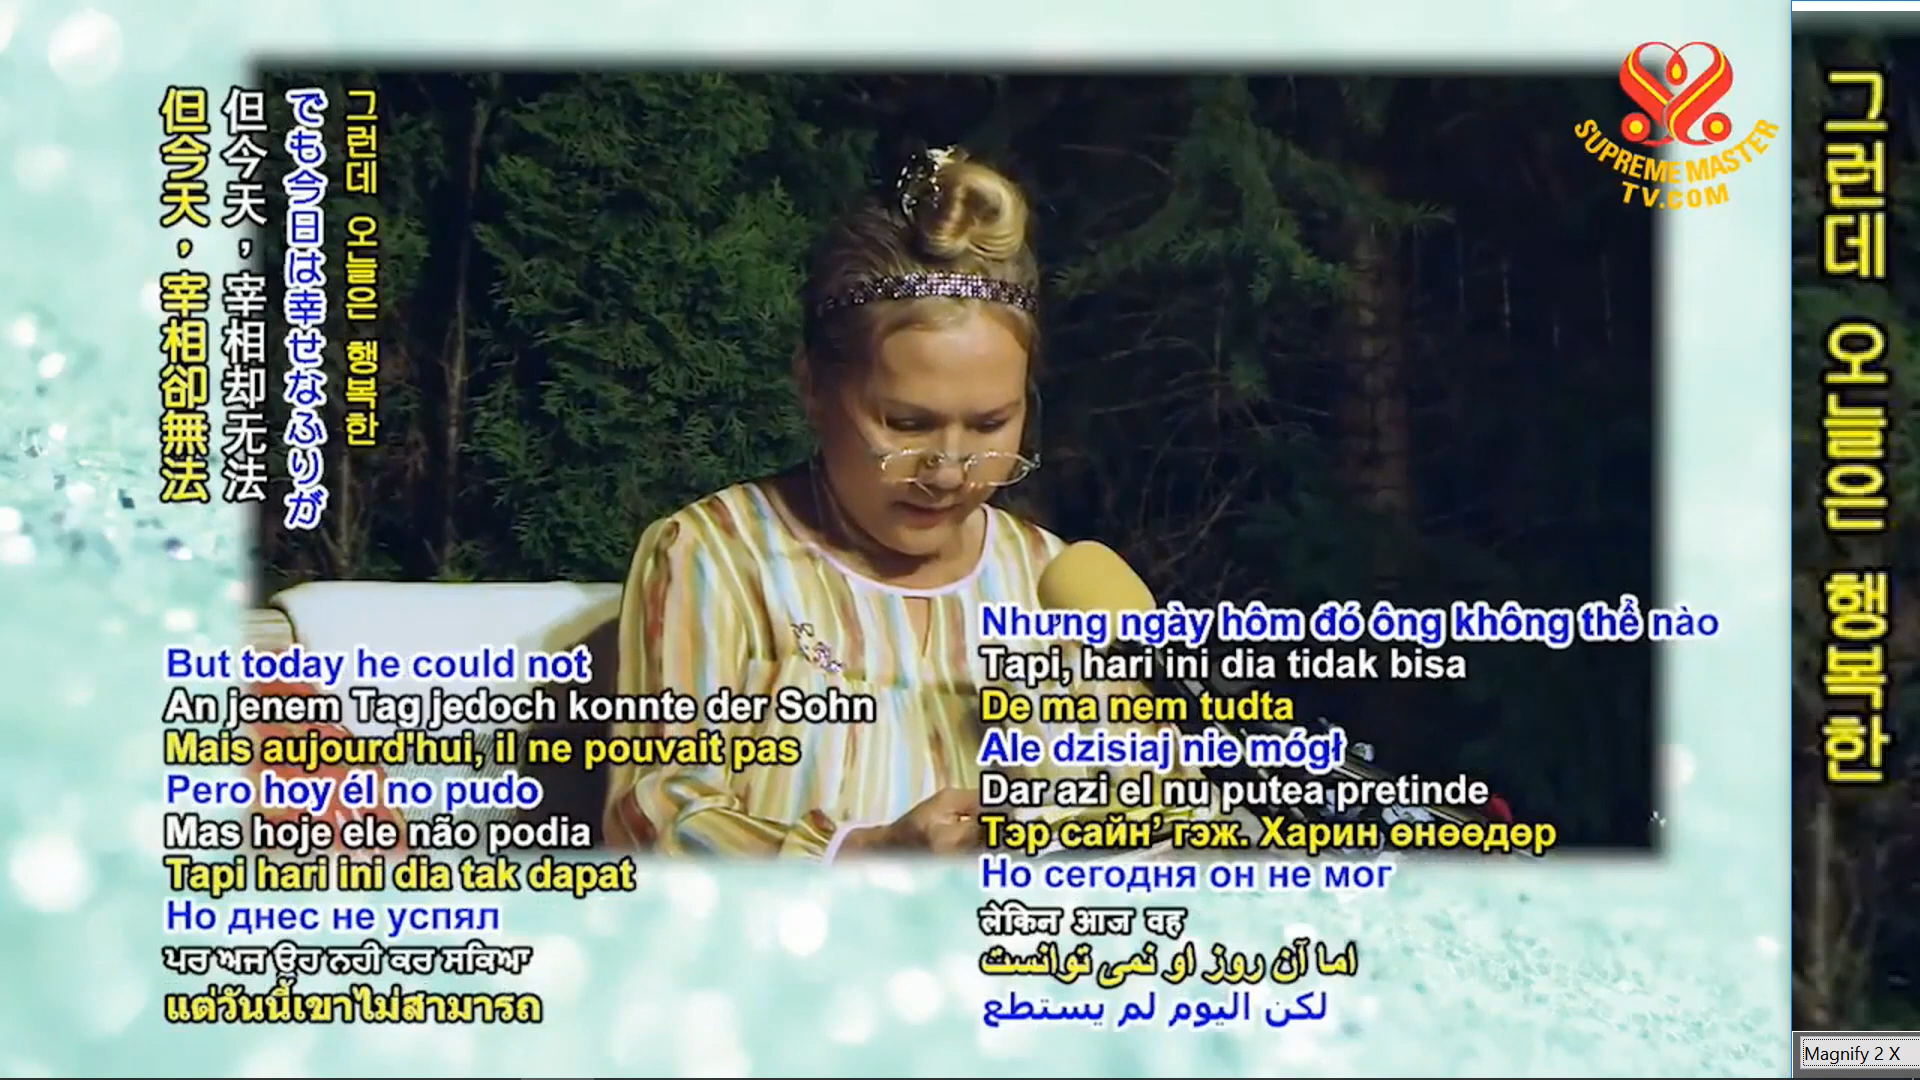 SUPREME MASTER
TV.COM
그런데 오늘은 행복한
でも今日は幸せなふりが
但今天，宰相却无法
但今天，宰相卻無法
But today he could not
An jenem Tag jedoch konnte der Sohn
Mais aujourd'hui, il ne pouvait pas
Pero hoy él no pudo
Mas hoje ele não podia
Tapi hari ini dia tak dapat
Но днес не успял
ਪਰ ਅਜ ਉਹ ਨਹੀ ਕਰ ਸਕਿਆ
แต่วันนี้เขาไม่สามารถ
Nhưng ngày hôm đó ông không thể nào
Tapi, hari ini dia tidak bisa
De ma nem tudta
Ale dzisiaj nie mógł
Dar azi el nu putea pretinde
Тэр сайн’ гэж. Харин өнөөдөр
Но сегодня он не мог
लेकिन आज वह
اما آن روز او نمی توانست
لكن اليوم لم يستطع
그런데 오늘은 행복한
Magnify 2 X